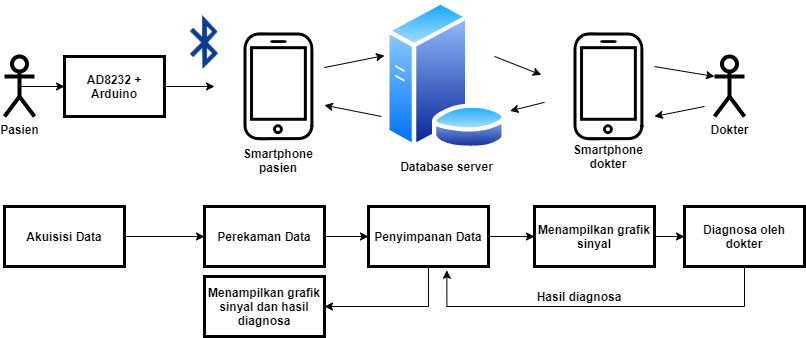 AD8232 +
Arduino
Pasien
Smartphone
pasien
Database server
Smartphone
dokter
Dokter
Akuisisi Data
Perekaman Data
Penyimpanan Data
Menampilkan grafik
sinyal
Diagnosa oleh
dokter
Menampilkan grafik
sinyal dan hasil
diagnosa
Hasil diagnosa